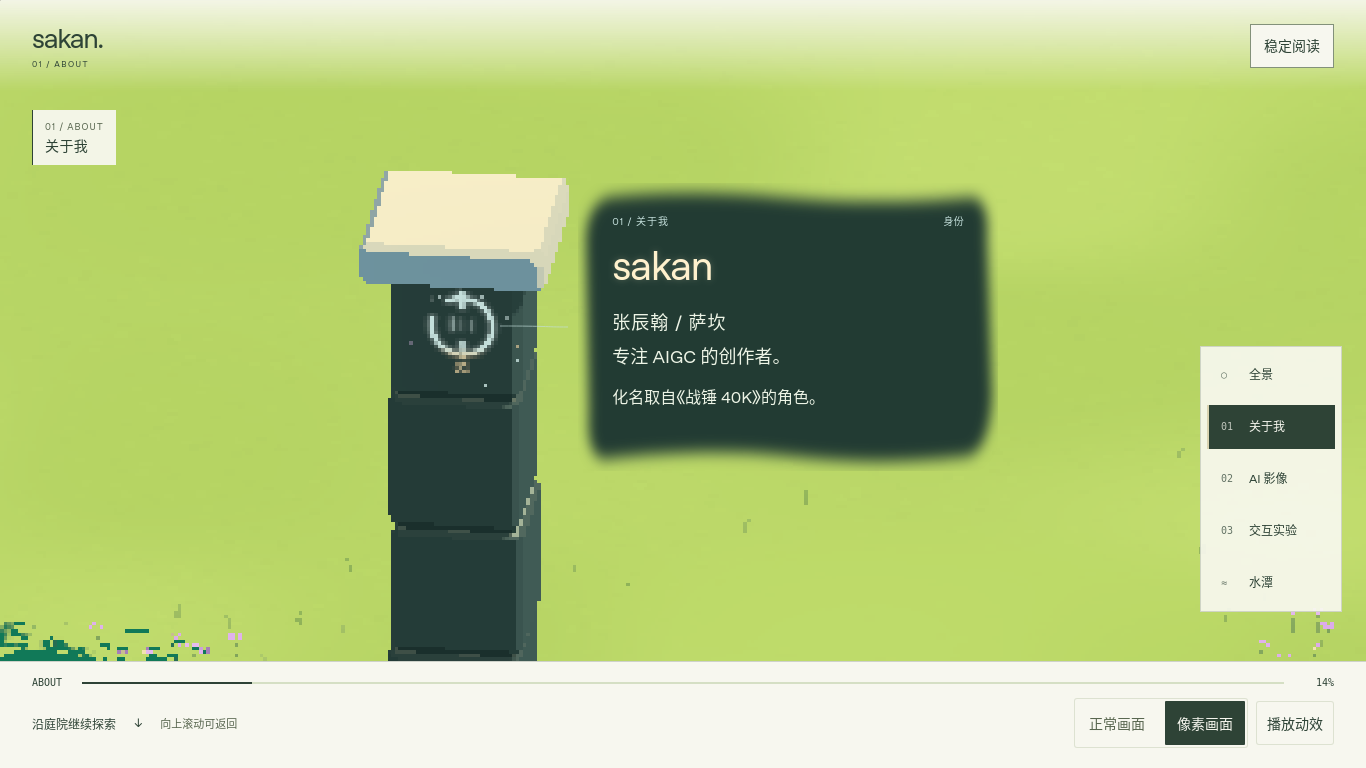 sakan.
01 / ABOUT
稳定阅读
01 / ABOUT
关于我
01 / 关于我
身份
sakan
张辰翰 / 萨坎
专注 AIGC 的创作者。
化名取自《战锤 40K》的角色。
全景
01 关于我
02 AI 影像
03 交互实验
≈ 水潭
ABOUT
14%
沿庭院继续探索 ↓ 向上滚动可返回
正常画面
像素画面
播放动效